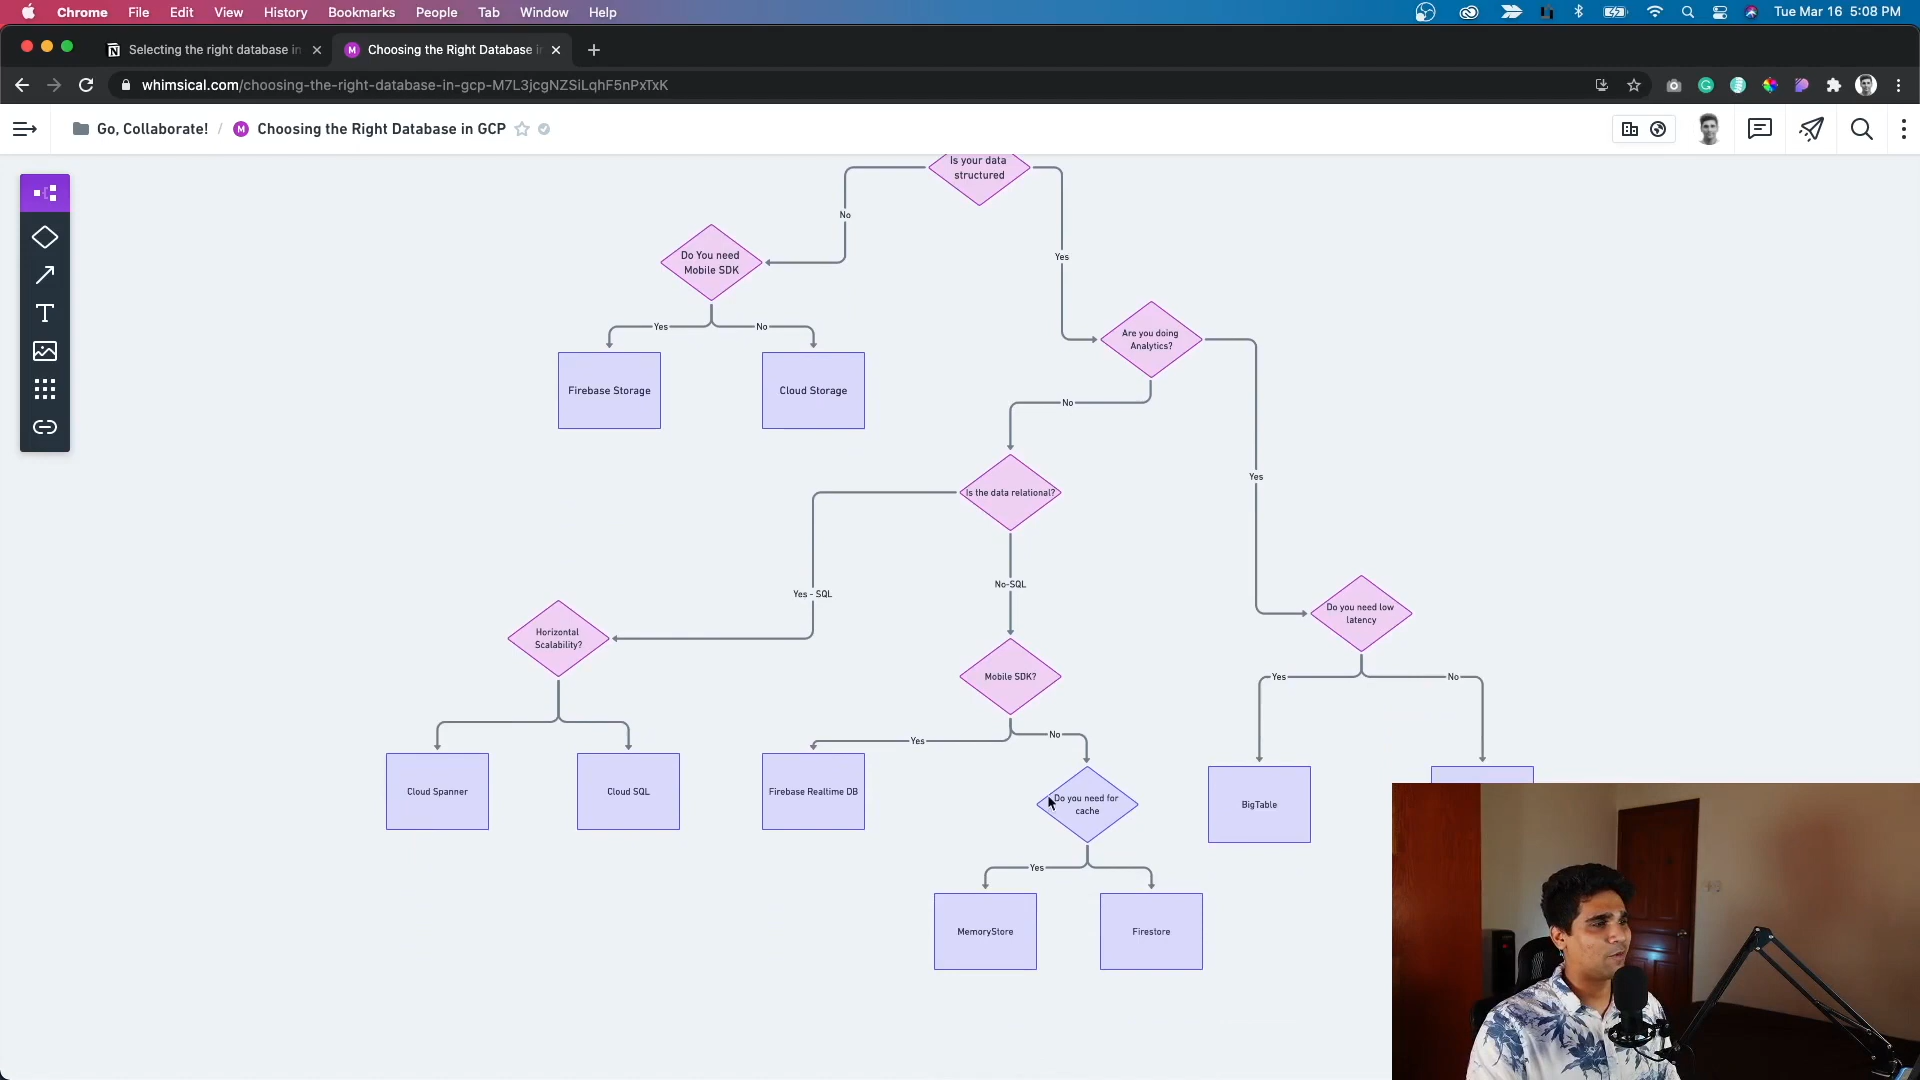 Chrome File Edit View History Bookmarks People Tab Window Help Tue Mar 16 5:08 PM
Selecting the right database in Choosing the Right Database in
whimsical.com/choosing-the-right-database-in-gcp-M7L3jcgNZSiLqhF5nPxTxK
Go, Collaborate! / M Choosing the Right Database in GCP
Is your data
structured
No
Yes
Do You need
Mobile SDK
Yes No
Firebase Storage
Cloud Storage
Are you doing
Analytics?
No
Yes
Is the data relational?
Yes - SQL
No-SQL
Horizontal
Scalability?
Mobile SDK?
Do you need low
latency
Yes
No
Yes
No
Cloud Spanner
Cloud SQL
Firebase Realtime DB
Do you need for
cache
BigTable
Yes
MemoryStore
Firestore